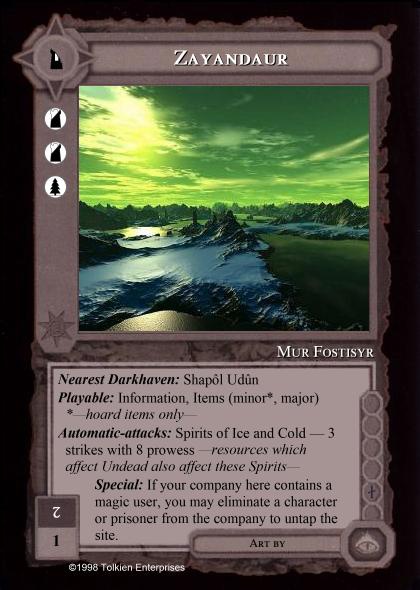 ZAYANDAUR
MUR FOSTISYR
Nearest Darkhaven: Shapôl Udûn
Playable: Information, Items (minor*, major)
*—hoard items only—
Automatic-attacks: Spirits of Ice and Cold — 3
strikes with 8 prowess —resources which
affect Undead also affect these Spirits—
Special: If your company here contains a
magic user, you may eliminate a character
or prisoner from the company to untap the
site.
2
1
ART BY
©1998 Tolkien Enterprises